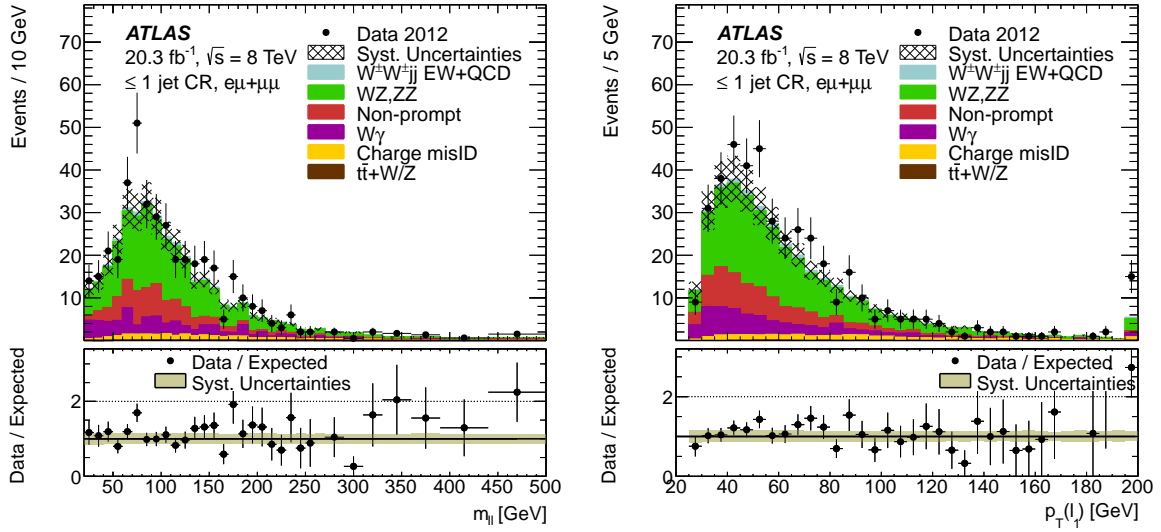 ATLAS
20.3 fb⁻¹, √s = 8 TeV
≤ 1 jet CR, eμ+μμ
Data 2012
Syst. Uncertainties
W±W±jj EW+QCD
WZ,ZZ
Non-prompt
Wγ
Charge misID
tt̄+W/Z
Events / 10 GeV
70
60
50
40
30
20
10
Data / Expected
Syst. Uncertainties
Data / Expected
2
1
0
50 100 150 200 250 300 350 400 450 500
m_ll [GeV]
ATLAS
20.3 fb⁻¹, √s = 8 TeV
≤ 1 jet CR, eμ+μμ
Data 2012
Syst. Uncertainties
W±W±jj EW+QCD
WZ,ZZ
Non-prompt
Wγ
Charge misID
tt̄+W/Z
Events / 5 GeV
70
60
50
40
30
20
10
Data / Expected
Syst. Uncertainties
Data / Expected
2
1
0
20 40 60 80 100 120 140 160 180 200
p_T(l_1) [GeV]